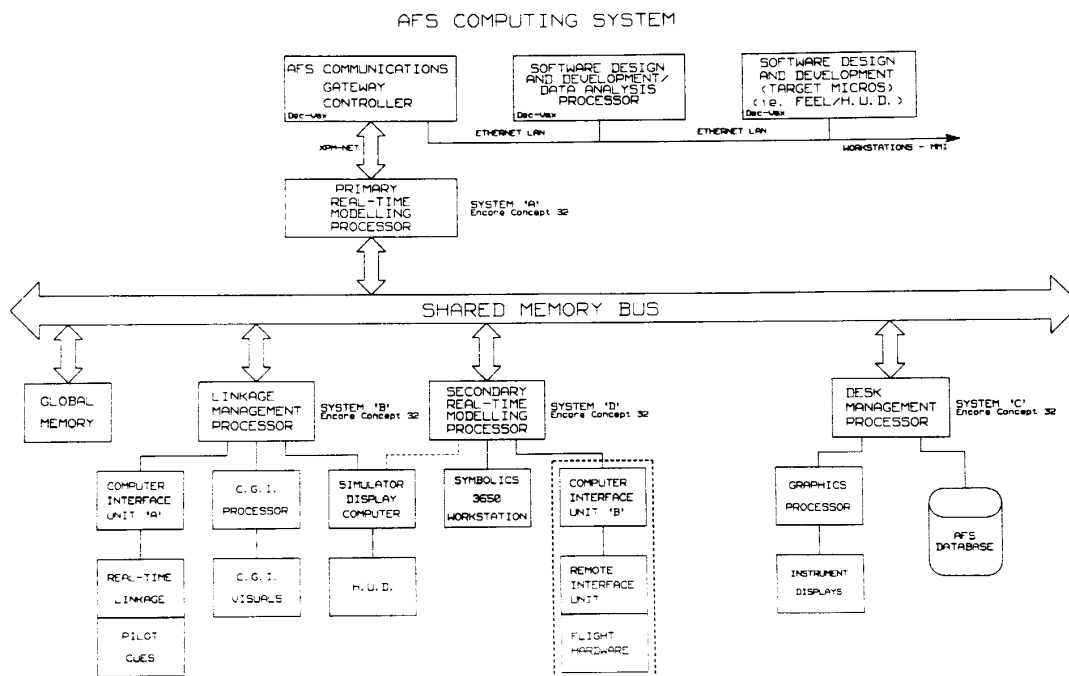 AFS COMPUTING SYSTEM
AFS COMMUNICATIONS
GATEWAY
CONTROLLER
Dec-vax
SOFTWARE DESIGN
AND DEVELOPMENT/
DATA ANALYSIS
PROCESSOR
Dec-vax
SOFTWARE DESIGN
AND DEVELOPMENT
(TARGET MICROS)
(ie. FEEL/H.U.D.)
Dec-vax
ETHERNET LAN
ETHERNET LAN
WORKSTATIONS - MMI
XPM-NET
PRIMARY
REAL-TIME
MODELLING
PROCESSOR
SYSTEM 'A'
Encore Concept 32
SHARED MEMORY BUS
GLOBAL
MEMORY
LINKAGE
MANAGEMENT
PROCESSOR
SYSTEM 'B'
Encore Concept 32
SECONDARY
REAL-TIME
MODELLING
PROCESSOR
SYSTEM 'D'
Encore Concept 32
DESK
MANAGEMENT
PROCESSOR
SYSTEM 'C'
Encore Concept 32
COMPUTER
INTERFACE
UNIT 'A'
C.G.I.
PROCESSOR
SIMULATOR
DISPLAY
COMPUTER
SYMBOLICS
3650
WORKSTATION
COMPUTER
INTERFACE
UNIT 'B'
GRAPHICS
PROCESSOR
AFS
DATABASE
REAL-TIME
LINKAGE
C.G.I.
VISUALS
H.U.D.
REMOTE
INTERFACE
UNIT
INSTRUMENT
DISPLAYS
PILOT
CUES
FLIGHT
HARDWARE